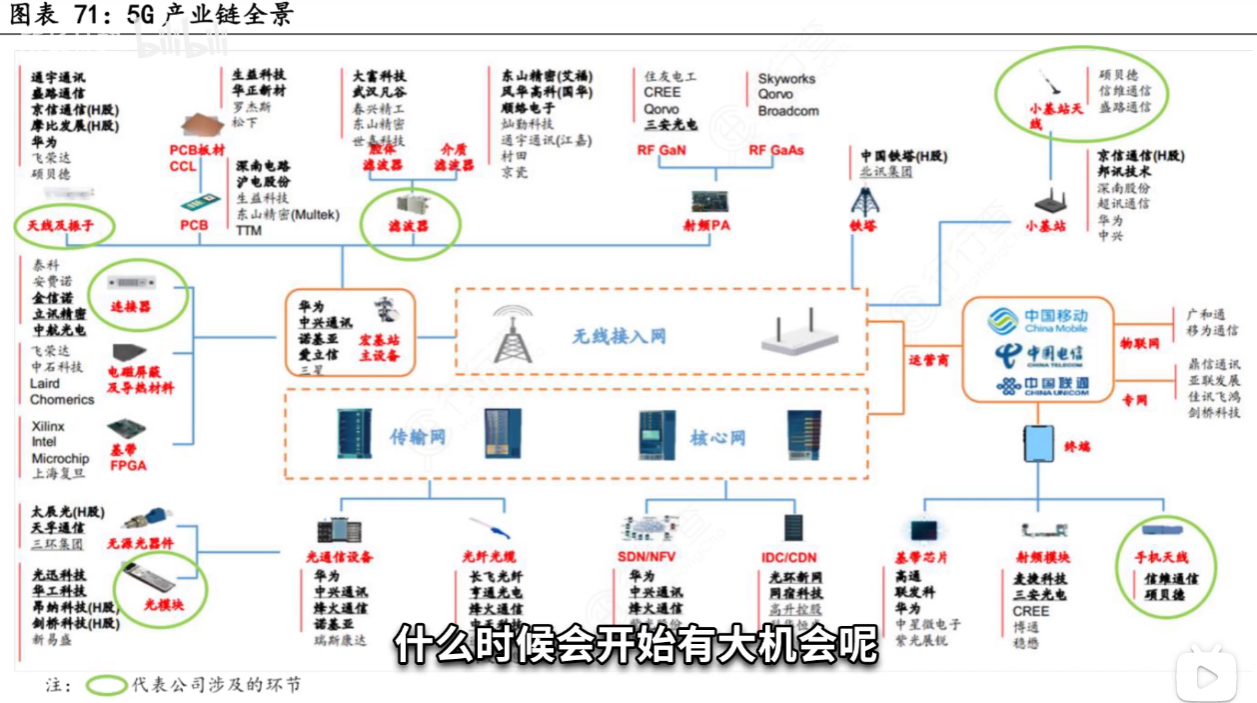 图表 71：5G 产业链全景
bilibili
通宇通讯
盛路通信
京信通信(H股)
摩比发展(H股)
华为
飞荣达
硕贝德
天线及振子
生益科技
华正新材
罗杰斯
松下
PCB板材
CCL
深南电路
沪电股份
生益科技
东山精密(Multek)
TTM
PCB
大富科技
武汉凡谷
春兴精工
东山精密
世嘉科技
腔体
滤波器
介质
滤波器
滤波器
东山精密(艾福)
风华高科(国华)
顺络电子
灿勤科技
通宇通讯(江嘉)
村田
京瓷
住友电工
CREE
Qorvo
三安光电
RF GaN
Skyworks
Qorvo
Broadcom
RF GaAs
射频PA
中国铁塔(H股)
北讯集团
铁塔
小基站天
线
硕贝德
信维通信
盛路通信
京信通信(H股)
邦讯技术
深南股份
超讯通信
华为
中兴
小基站
泰科
安费诺
金信诺
立讯精密
中航光电
连接器
飞荣达
中石科技
Laird
Chomerics
电磁屏蔽
及导热材料
Xilinx
Intel
Microchip
上海复旦
基带
FPGA
华为
中兴通讯
诺基亚
爱立信
三星
宏基站
主设备
无线接入网
传输网
核心网
运营商
中国移动
China Mobile
中国电信
CHINA TELECOM
中国联通
CHINA UNICOM
物联网
广和通
移为通信
专网
鼎信通讯
亚联发展
佳讯飞鸿
剑桥科技
终端
太辰光(H股)
天孚通信
三环集团
无源光器件
光迅科技
华工科技
昂纳科技(H股)
剑桥科技(H股)
新易盛
光模块
光通信设备
华为
中兴通讯
烽火通信
诺基亚
瑞斯康达
光纤光缆
长飞光纤
亨通光电
烽火通信
SDN/NFV
华为
中兴通讯
烽火通信
IDC/CDN
光环新网
网宿科技
高升控股
基带芯片
高通
联发科
华为
中星微电子
紫光展锐
射频模块
麦捷科技
三安光电
CREE
博通
稳懋
手机天线
信维通信
硕贝德
什么时候会开始有大机会呢
注：
代表公司涉及的环节